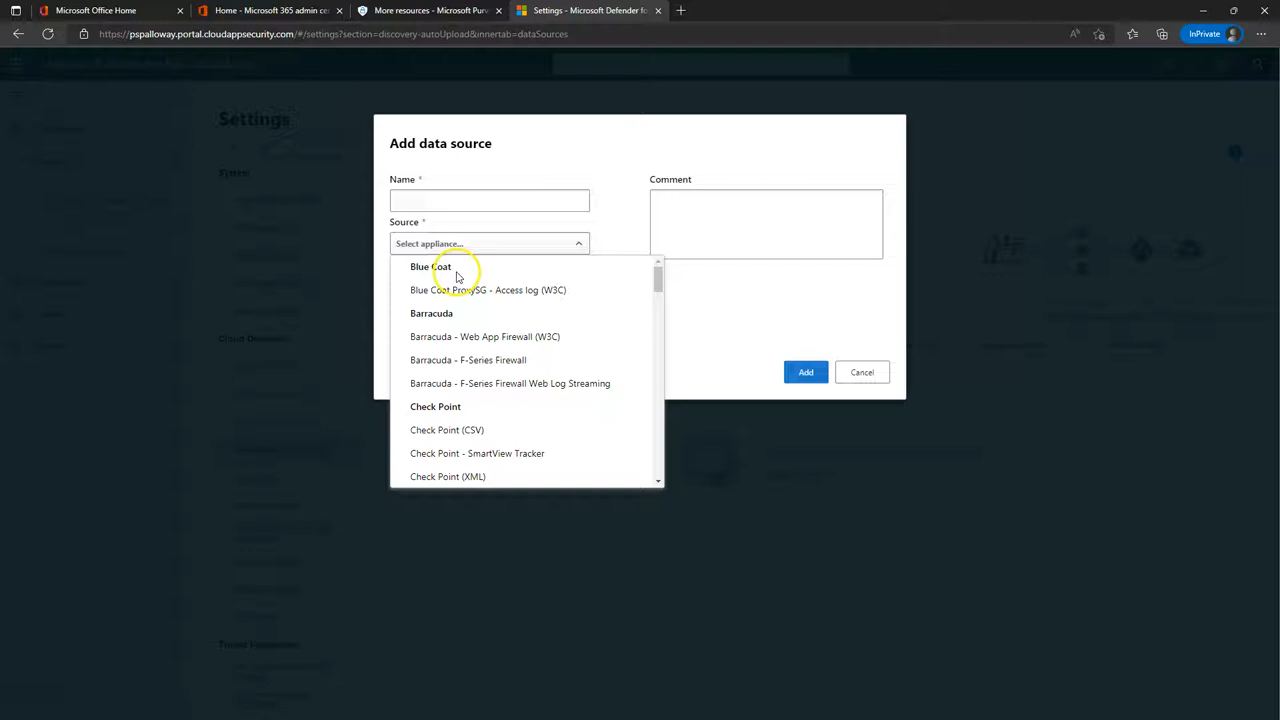 Microsoft Office Home
Home - Microsoft 365 admin ce
More resources - Microsoft Purv
Settings - Microsoft Defender fo
https://pspalloway.portal.cloudappsecurity.com/#/settings?section=discovery-autoUpload&innertab=dataSources
InPrivate
Settings
Add data source
Name *
Comment
Source *
Select appliance...
Blue Coat
Blue Coat ProxySG - Access log (W3C)
Barracuda
Barracuda - Web App Firewall (W3C)
Barracuda - F-Series Firewall
Barracuda - F-Series Firewall Web Log Streaming
Check Point
Check Point (CSV)
Check Point - SmartView Tracker
Check Point (XML)
Add
Cancel